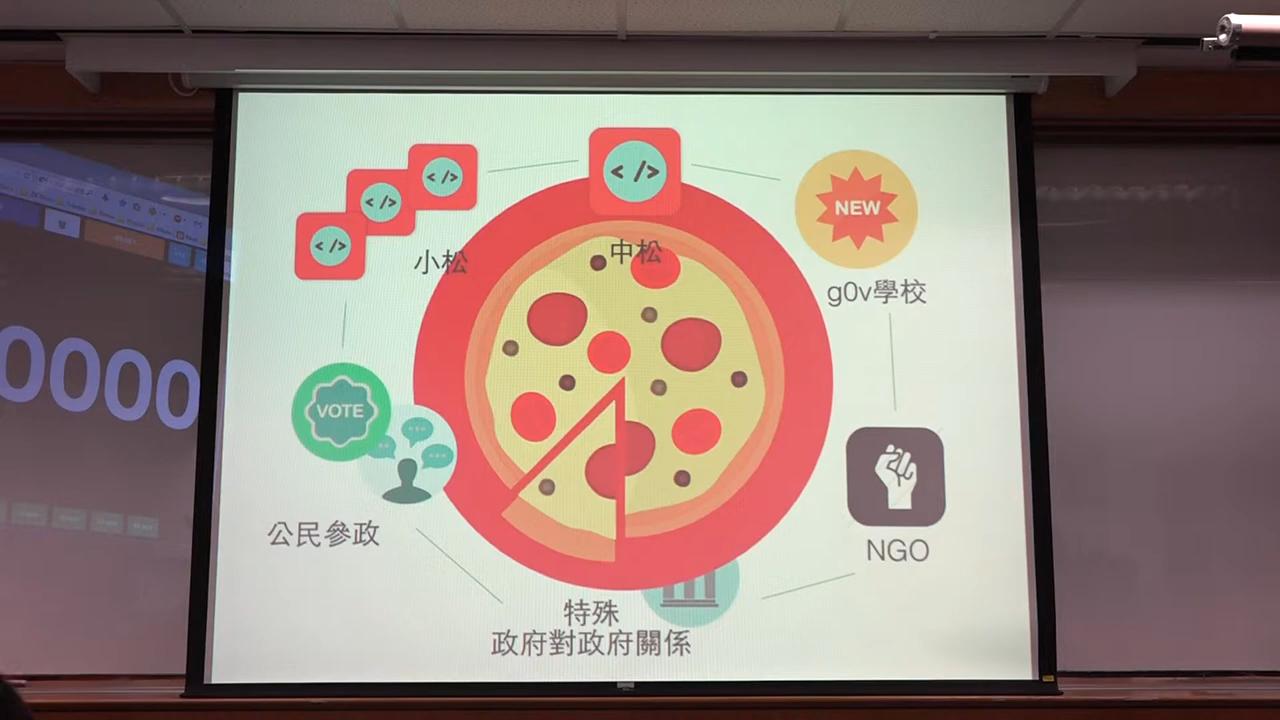 </>
</>
</>
</>
小松
中松
NEW
g0v學校
VOTE
公民參政
NGO
特殊
政府對政府關係
0000